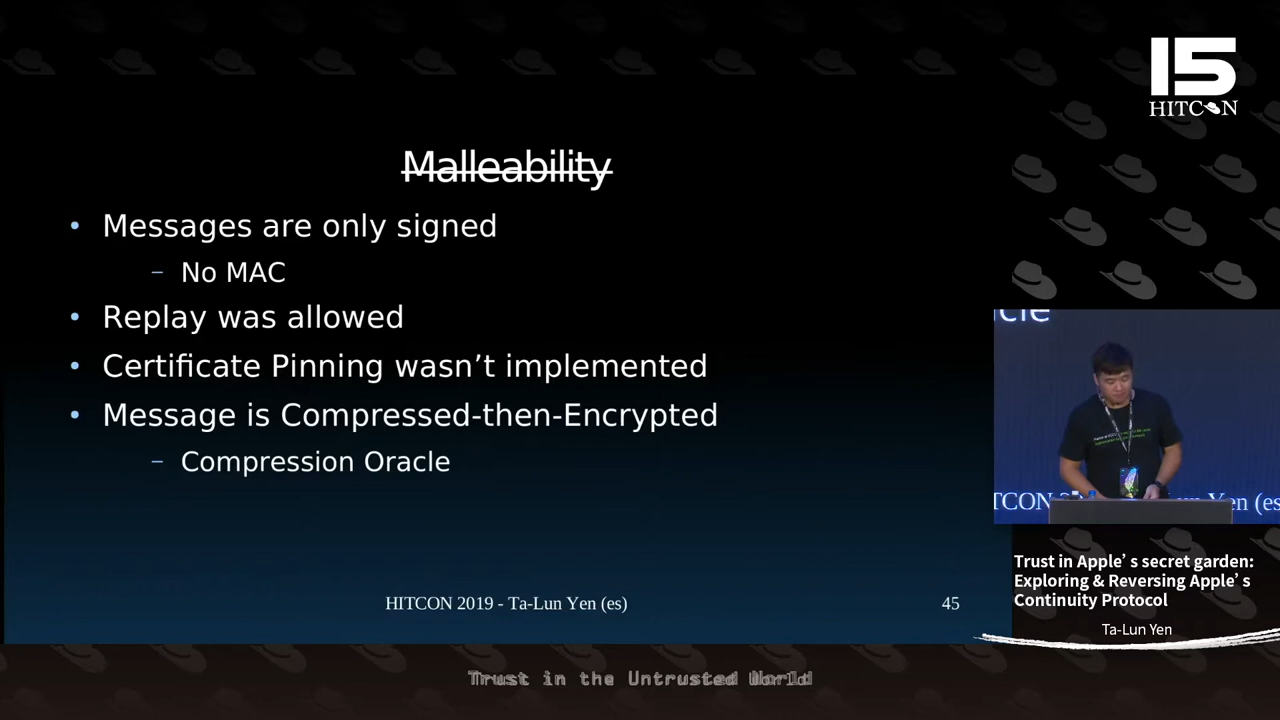 15
HITCON
Malleability
• Messages are only signed
– No MAC
• Replay was allowed
• Certificate Pinning wasn’t implemented
• Message is Compressed-then-Encrypted
– Compression Oracle
HITCON 2019 - Ta-Lun Yen (es)
45
cle
TCON
Yen (es
Trust in Apple’s secret garden:
Exploring & Reversing Apple’s
Continuity Protocol
Ta-Lun Yen
Trust in the Untrusted World